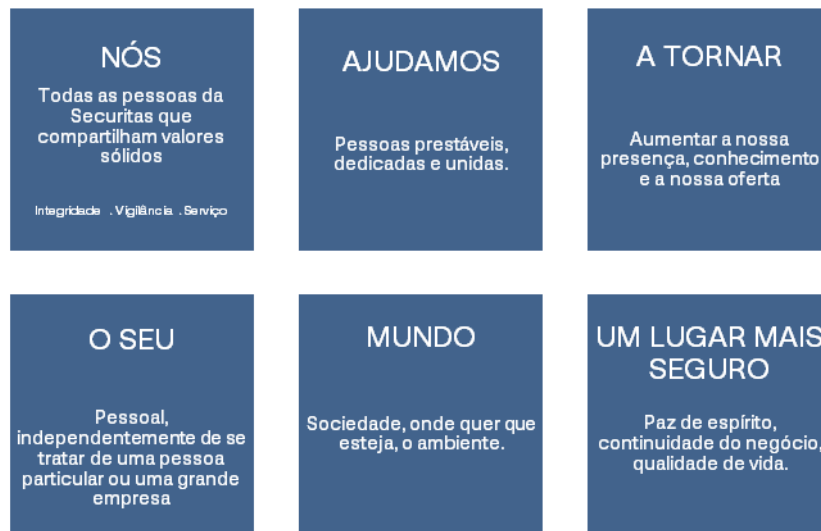 NÓS
Todas as pessoas da
Securitas que
compartilham valores
sólidos
Integridade . Vigilância . Serviço
AJUDAMOS
Pessoas prestáveis,
dedicadas e unidas.
A TORNAR
Aumentar a nossa
presença, conhecimento
e a nossa oferta
O SEU
Pessoal,
independentemente de se
tratar de uma pessoa
particular ou uma grande
empresa
MUNDO
Sociedade, onde quer que
esteja, o ambiente.
UM LUGAR MAIS
SEGURO
Paz de espírito,
continuidade do negócio,
qualidade de vida.